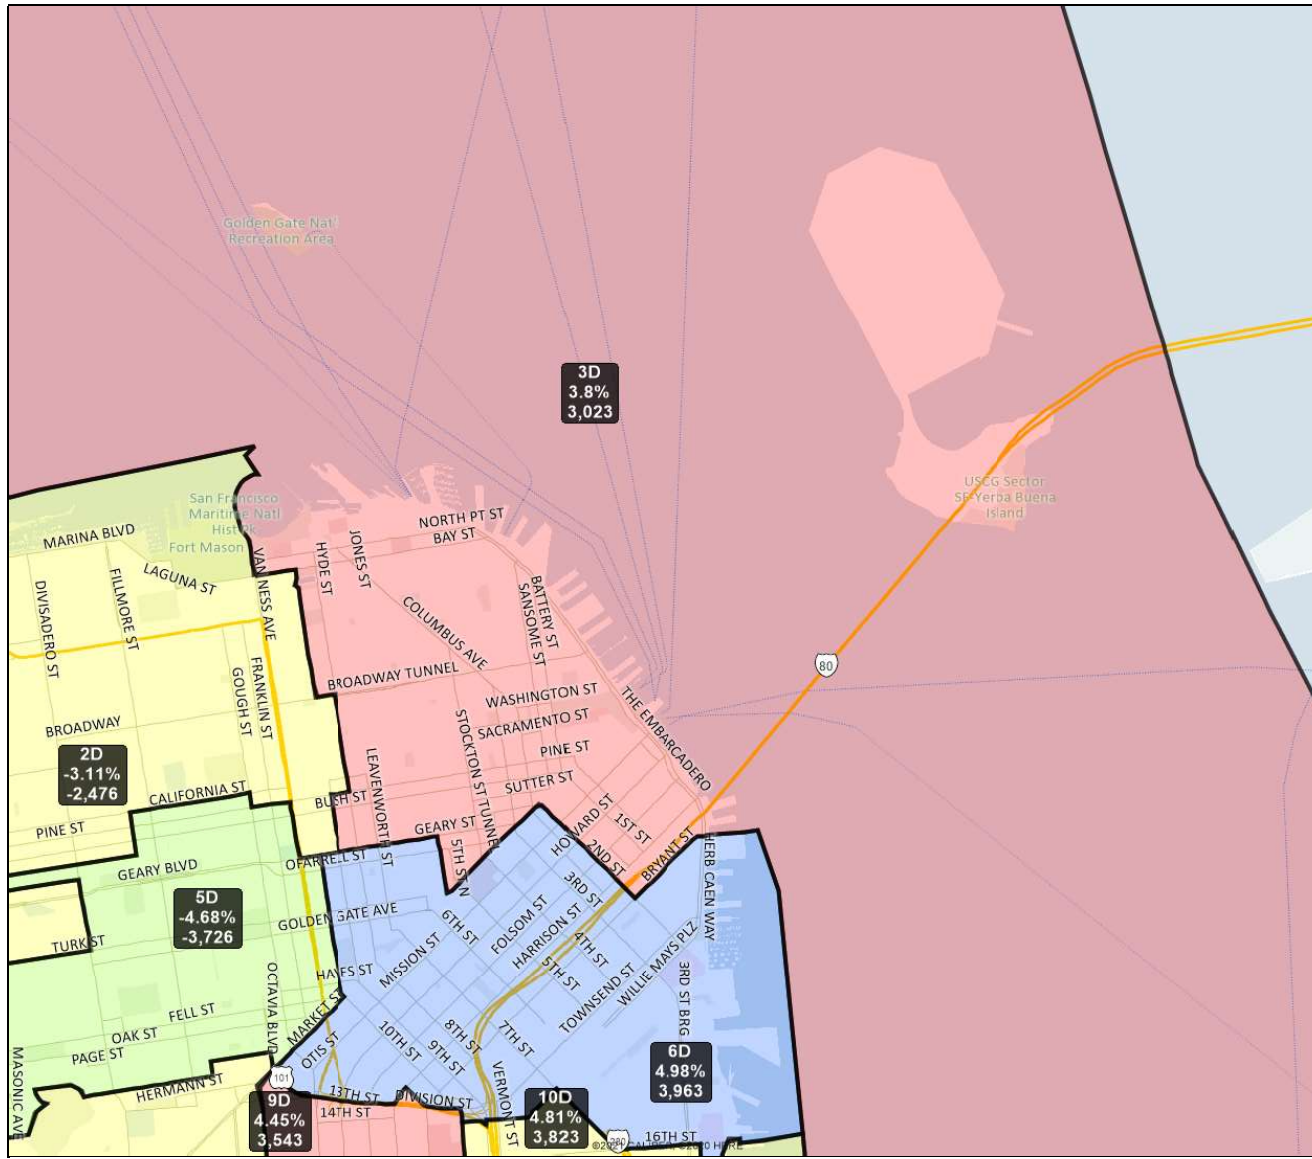 Golden Gate Nat'l
Recreation Area
3D
3.8%
3,023
USCG Sector
SF-Yerba Buena
Island
San Francisco
Maritime Natl
Hist Pk
Fort Mason
MARINA BLVD
LAGUNA ST
DIVISADERO ST
FILLMORE ST
VAN NESS AVE
HYDE ST
JONES ST
NORTH PT ST
BAY ST
COLUMBUS AVE
BATTERY ST
SANSOME ST
GOUGH ST
FRANKLIN ST
BROADWAY TUNNEL
WASHINGTON ST
SACRAMENTO ST
THE EMBARCADERO
80
BROADWAY
2D
-3.11%
-2,476
CALIFORNIA ST
PINE ST
BUSH ST
LEAVENWORTH ST
STOCKTON ST TUNNEL
PINE ST
SUTTER ST
GEARY ST
HOWARD ST
1ST ST
2ND ST
BRYANT ST
HERB CAEN WAY
GEARY BLVD
OFARRELL ST
5TH ST N
3RD ST
5D
-4.68%
-3,726
GOLDEN GATE AVE
TURK ST
6TH ST
FOLSOM ST
HARRISON ST
4TH ST
MISSION ST
5TH ST
TOWNSEND ST
WILLIE MAYS PLZ
3RD ST BRG
HAYES ST
OCTAVIA BLVD
MARKET ST
FELL ST
OAK ST
PAGE ST
OTIS ST
10TH ST
9TH ST
8TH ST
7TH ST
MASONIC AVE
HERMANN ST
101
13TH ST
DIVISION ST
VERMONT ST
14TH ST
9D
4.45%
3,543
10D
4.81%
3,823
6D
4.98%
3,963
280
16TH ST
©2021 CALIPER, ©2020 HERE